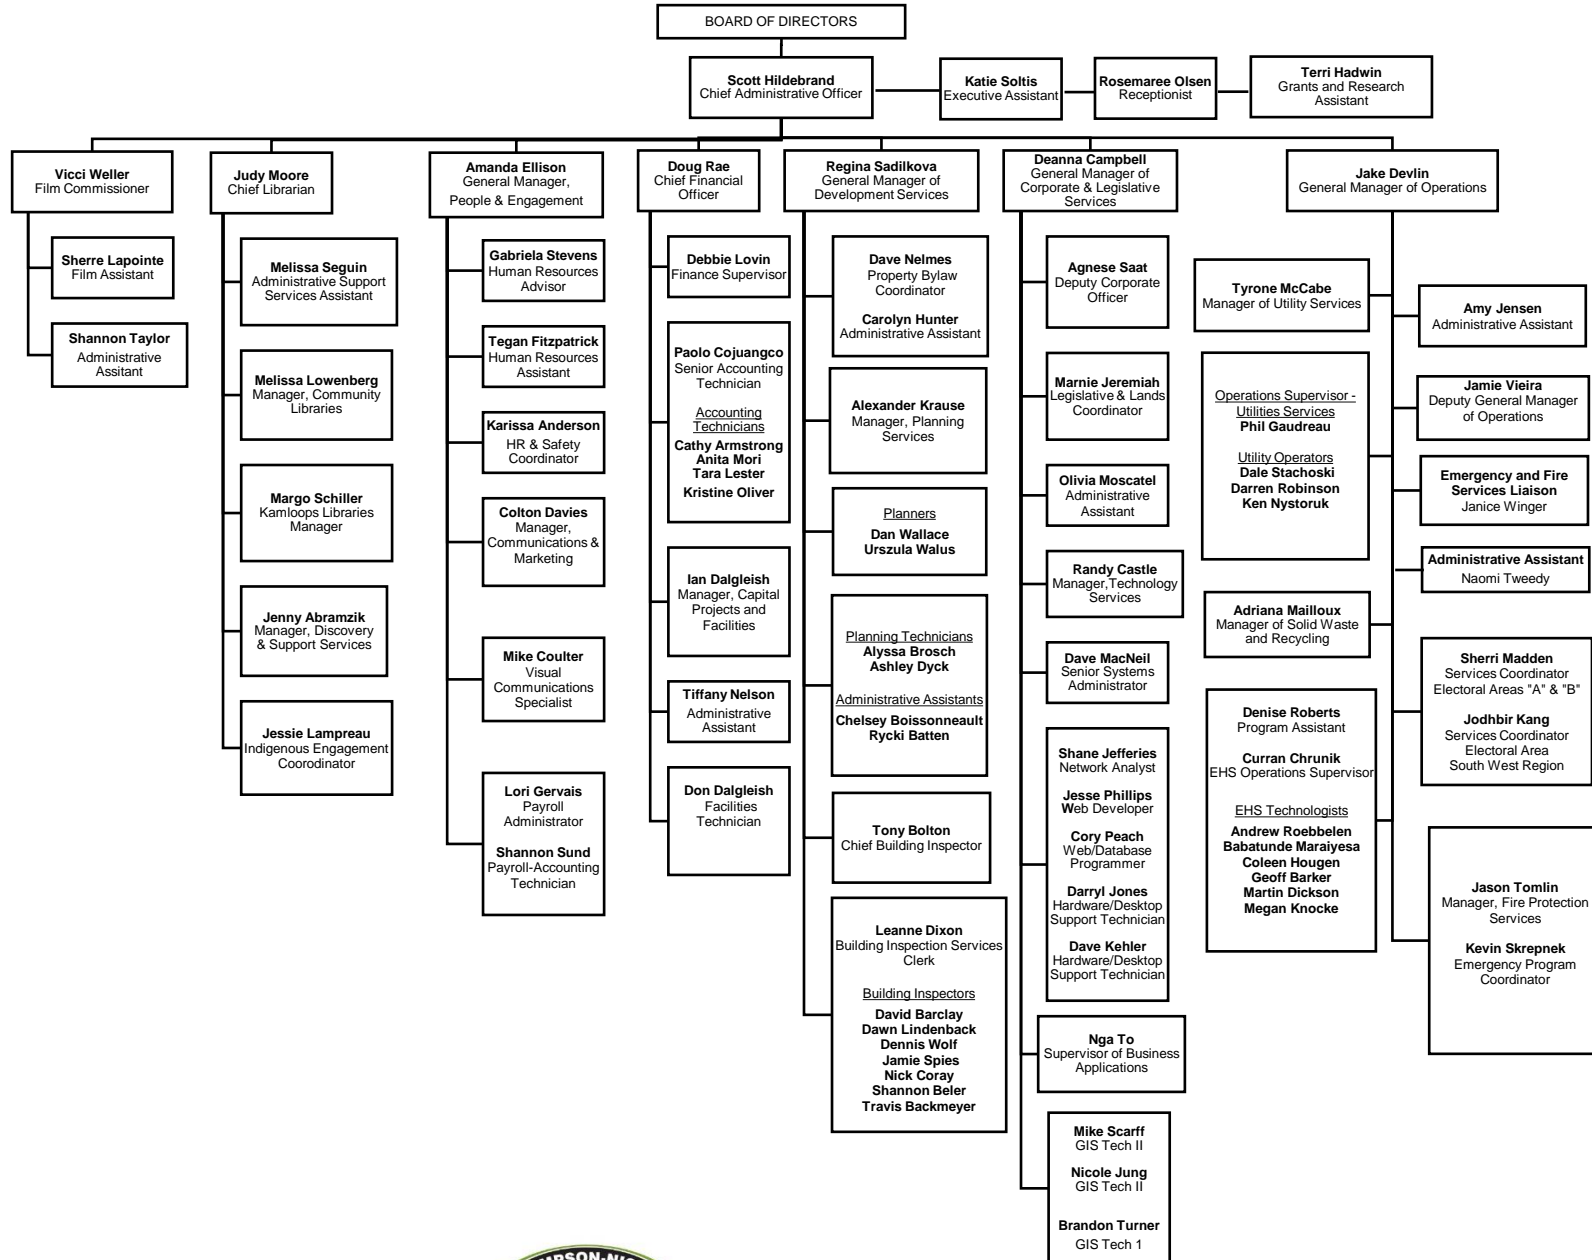 BOARD OF DIRECTORS
Scott Hildebrand
Chief Administrative Officer
Katie Soltis
Executive Assistant
Rosemaree Olsen
Receptionist
Terri Hadwin
Grants and Research
Assistant
Vicci Weller
Film Commissioner
Sherre Lapointe
Film Assistant
Shannon Taylor
Administrative
Assitant
Judy Moore
Chief Librarian
Melissa Seguin
Administrative Support
Services Assistant
Melissa Lowenberg
Manager, Community
Libraries
Margo Schiller
Kamloops Libraries
Manager
Jenny Abramzik
Manager, Discovery
& Support Services
Jessie Lampreau
Indigenous Engagement
Coorodinator
Amanda Ellison
General Manager,
People & Engagement
Gabriela Stevens
Human Resources
Advisor
Tegan Fitzpatrick
Human Resources
Assistant
Karissa Anderson
HR & Safety
Coordinator
Colton Davies
Manager,
Communications &
Marketing
Mike Coulter
Visual
Communications
Specialist
Lori Gervais
Payroll
Administrator
Shannon Sund
Payroll-Accounting
Technician
Doug Rae
Chief Financial
Officer
Debbie Lovin
Finance Supervisor
Paolo Cojuangco
Senior Accounting
Technician
Accounting
Technicians
Cathy Armstrong
Anita Mori
Tara Lester
Kristine Oliver
Ian Dalgleish
Manager, Capital
Projects and
Facilities
Tiffany Nelson
Administrative
Assistant
Don Dalgleish
Facilities
Technician
Regina Sadilkova
General Manager of
Development Services
Dave Nelmes
Property Bylaw
Coordinator
Carolyn Hunter
Administrative Assistant
Alexander Krause
Manager, Planning
Services
Planners
Dan Wallace
Urszula Walus
Planning Technicians
Alyssa Brosch
Ashley Dyck
Administrative Assistants
Chelsey Boissonneault
Rycki Batten
Tony Bolton
Chief Building Inspector
Leanne Dixon
Building Inspection Services
Clerk
Building Inspectors
David Barclay
Dawn Lindenback
Dennis Wolf
Jamie Spies
Nick Coray
Shannon Beler
Travis Backmeyer
Deanna Campbell
General Manager of
Corporate & Legislative
Services
Agnese Saat
Deputy Corporate
Officer
Marnie Jeremiah
Legislative & Lands
Coordinator
Olivia Moscatel
Administrative
Assistant
Randy Castle
Manager,Technology
Services
Dave MacNeil
Senior Systems
Administrator
Shane Jefferies
Network Analyst
Jesse Phillips
Web Developer
Cory Peach
Web/Database
Programmer
Darryl Jones
Hardware/Desktop
Support Technician
Dave Kehler
Hardware/Desktop
Support Technician
Nga To
Supervisor of Business
Applications
Mike Scarff
GIS Tech II
Nicole Jung
GIS Tech II
Brandon Turner
GIS Tech 1
Jake Devlin
General Manager of Operations
Tyrone McCabe
Manager of Utility Services
Operations Supervisor -
Utilities Services
Phil Gaudreau
Utility Operators
Dale Stachoski
Darren Robinson
Ken Nystoruk
Adriana Mailloux
Manager of Solid Waste
and Recycling
Denise Roberts
Program Assistant
Curran Chrunik
EHS Operations Supervisor
EHS Technologists
Andrew Roebbelen
Babatunde Maraiyesa
Coleen Hougen
Geoff Barker
Martin Dickson
Megan Knocke
Amy Jensen
Administrative Assistant
Jamie Vieira
Deputy General Manager
of Operations
Emergency and Fire
Services Liaison
Janice Winger
Administrative Assistant
Naomi Tweedy
Sherri Madden
Services Coordinator
Electoral Areas "A" & "B"
Jodhbir Kang
Services Coordinator
Electoral Area
South West Region
Jason Tomlin
Manager, Fire Protection
Services
Kevin Skrepnek
Emergency Program
Coordinator